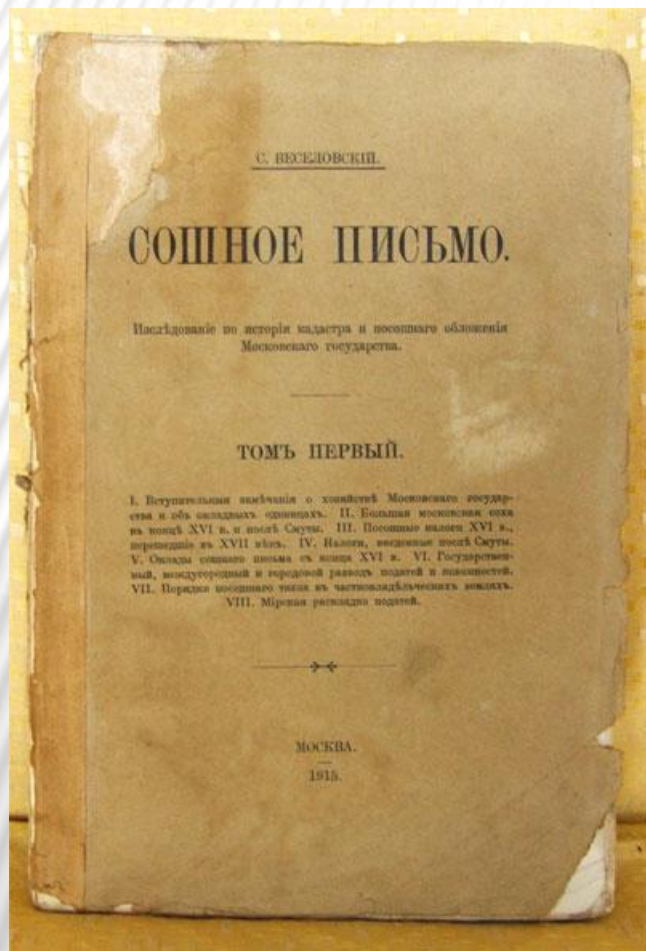 С. ВЕСЕЛОВСКІЙ.
СОШНОЕ ПИСЬМО.
Изслѣдованіе по исторіи кадастра и посошнаго обложенія
Московскаго государства.
ТОМЪ ПЕРВЫЙ.
I. Вступительныя замѣчанія о хозяйствѣ Московскаго государ-
ства и объ окладныхъ единицахъ. II. Большая московская соха
въ концѣ XVI в. и послѣ Смуты. III. Посошные налоги XVI в.,
перешедшіе въ XVII вѣкъ. IV. Налоги, введенные послѣ Смуты.
V. Оклады сошнаго письма съ конца XVI в. VI. Государствен-
ный, междугородный и городовой разводъ податей и повинностей.
VII. Порядки посошнаго тягла въ частновладѣльческихъ земляхъ.
VIII. Мірская раскладка податей.
МОСКВА.
1915.